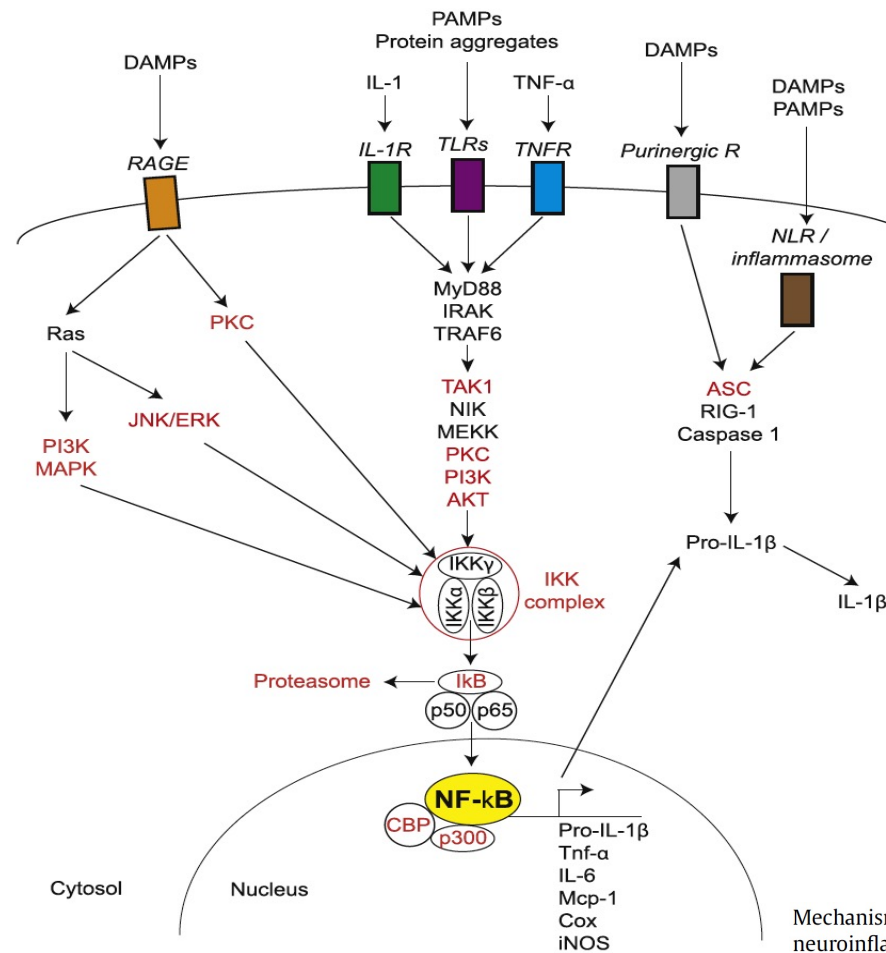 PAMPs
Protein aggregates
DAMPs
DAMPs
IL-1
TNF-α
DAMPs
PAMPs
RAGE
IL-1R
TLRs
TNFR
Purinergic R
NLR /
inflammasome
MyD88
IRAK
TRAF6
Ras
PKC
TAK1
NIK
MEKK
PKC
PI3K
AKT
JNK/ERK
PI3K
MAPK
ASC
RIG-1
Caspase 1
Pro-IL-1β
IL-1β
IKKγ
IKKα
IKKβ
IKK
complex
Proteasome
IkB
p50
p65
NF-kB
CBP
p300
Pro-IL-1β
Tnf-α
IL-6
Mcp-1
Cox
iNOS
Cytosol
Nucleus
Mechanism
neuroinfla